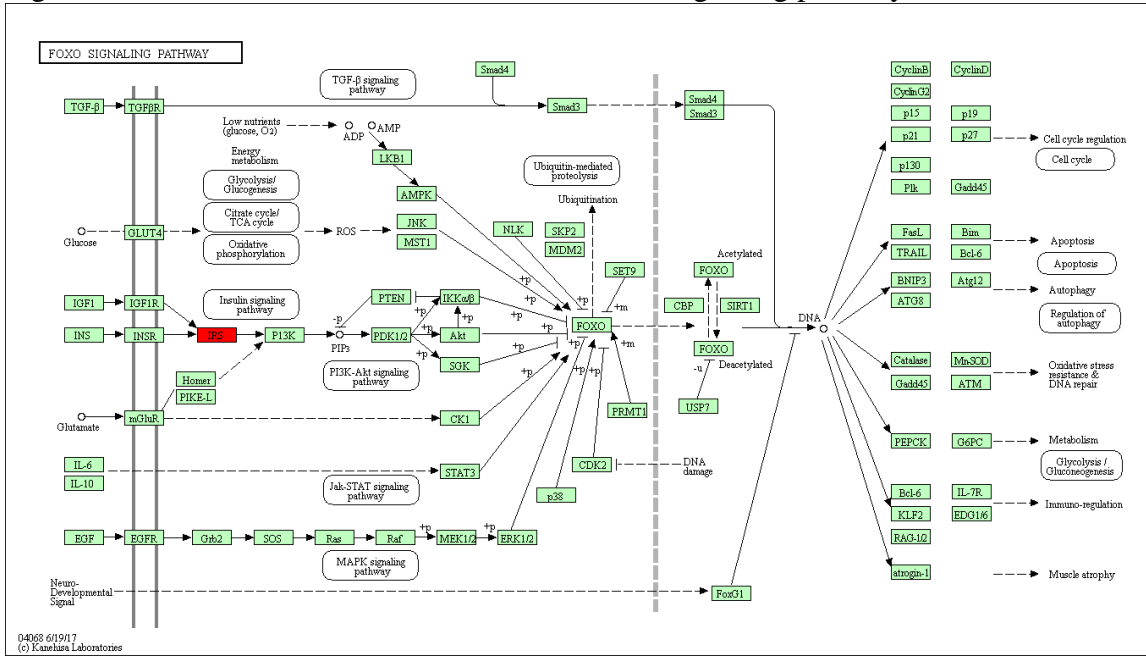 FOXO SIGNALING PATHWAY
TGF-β signaling
pathway
Smad4
TGF-β
TGFβR
Smad3
Smad4
Smad3
Low nutrients
(glucose, O2)
ADP
AMP
LKB1
AMPK
Energy
metabolism
Glycolysis/
Glucogenesis
Citrate cycle/
TCA cycle
Oxidative
phosphorylation
Glucose
GLUT4
ROS
JNK
MST1
NLK
SKP2
MDM2
Ubiquitin-mediated
proteolysis
Ubiquitination
SET9
+p
+p
+p
+m
IGF1
IGF1R
Insulin signaling
pathway
PTEN
IKKα/β
INS
INSR
IRS
PI3K
-p
PIP3
PDK1/2
+p
+p
+p
+p
Akt
SGK
+p
+p
+p
+p
+p
+p
+m
FOXO
PI3K-Akt signaling
pathway
Homer
PIKE-L
Glutamate
mGluR
CK1
PRMT1
IL-6
IL-10
STAT3
CDK2
DNA
damage
Jak-STAT signaling
pathway
p38
EGF
EGFR
Grb2
SOS
Ras
Raf
+p
MEK1/2
+p
ERK1/2
MAPK signaling
pathway
Neuro-
Developmental
Signal
FoxG1
Acetylated
FOXO
CBP
SIRT1
FOXO
Deacetylated
-u
USP7
DNA
CyclinB
CyclinD
CyclinG2
p15
p19
p21
p27
Cell cycle regulation
Cell cycle
p130
Plk
Gadd45
FasL
Bim
Apoptosis
TRAIL
Bcl-6
Apoptosis
BNIP3
Atg12
Autophagy
ATG8
Regulation of
autophagy
Catalase
Mn-SOD
Oxidative stress
resistance &
DNA repair
Gadd45
ATM
PEPCK
G6PC
Metabolism
Glycolysis /
Gluconeogenesis
Bcl-6
IL-7R
Immuno-regulation
KLF2
EDG1/6
RAG-1/2
atrogin-1
Muscle atrophy
04068 6/19/17
(c) Kanehisa Laboratories